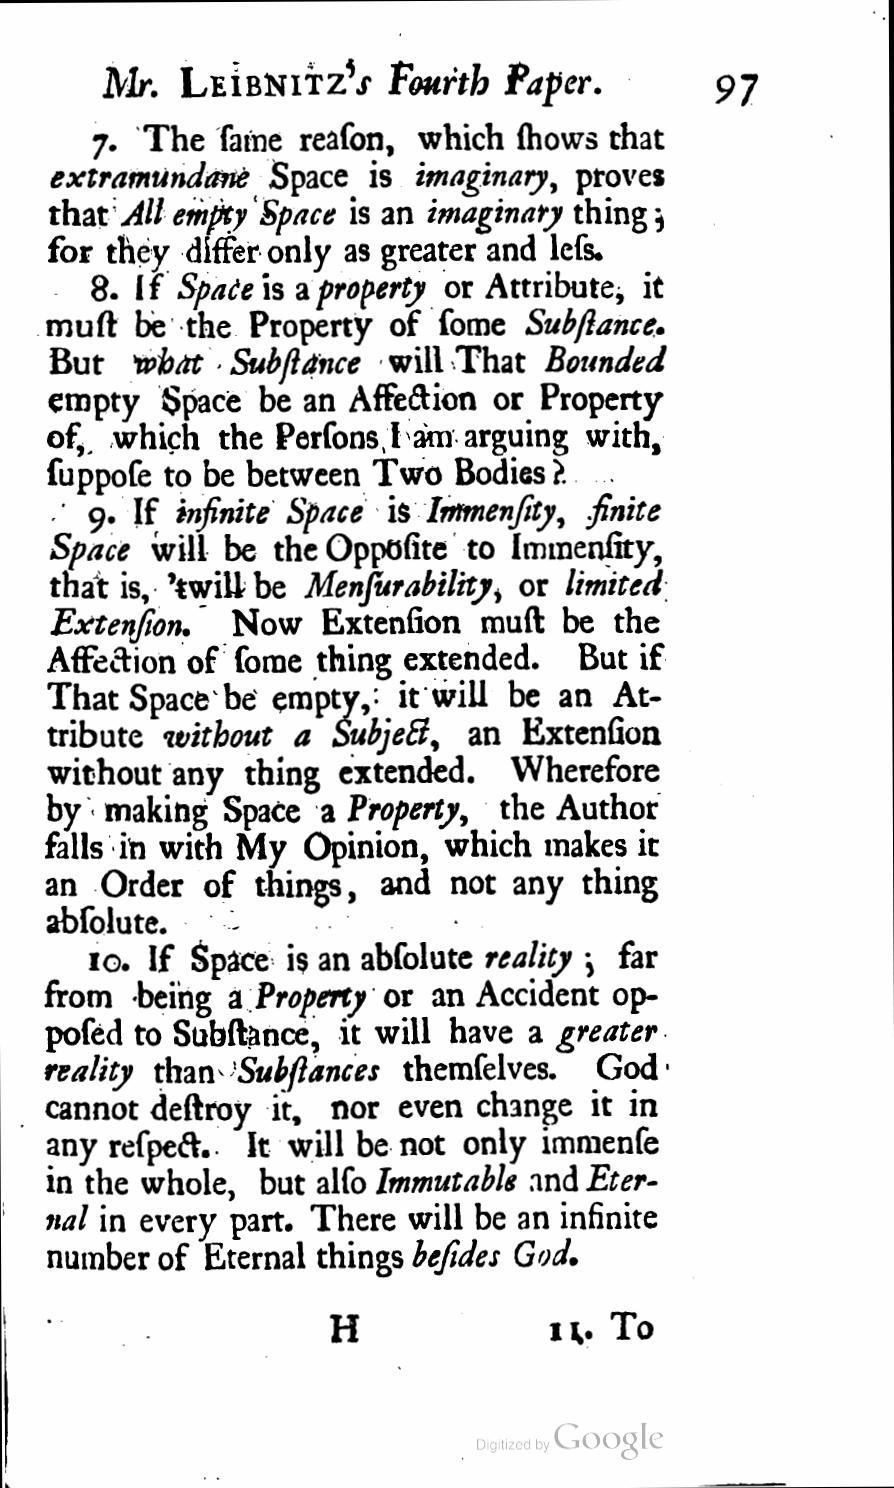 Mr. LEIBNITZ's Fourth Paper. 97
7. The ſame reaſon, which ſhows that
extramundane Space is imaginary, proves
that All empty Space is an imaginary thing;
for they differ only as greater and leſs.
8. If Space is a property or Attribute, it
muſt be the Property of ſome Subſtance.
But what Subſtance will That Bounded
empty Space be an Affection or Property
of, which the Perſons I am arguing with,
ſuppoſe to be between Two Bodies?
9. If infinite Space is Immenſity, finite
Space will be the Oppoſite to Immenſity,
that is, 'twill be Menſurability, or limited
Extenſion. Now Extenſion muſt be the
Affection of ſome thing extended. But if
That Space be empty, it will be an At-
tribute without a Subject, an Extenſion
without any thing extended. Wherefore
by making Space a Property, the Author
falls in with My Opinion, which makes it
an Order of things, and not any thing
abſolute.
10. If Space is an abſolute reality; far
from being a Property or an Accident op-
poſed to Subſtance, it will have a greater
reality than Subſtances themſelves. God
cannot deſtroy it, nor even change it in
any reſpect. It will be not only immenſe
in the whole, but alſo Immutable and Eter-
nal in every part. There will be an infinite
number of Eternal things beſides God.
H 11. To
Digitized by Google